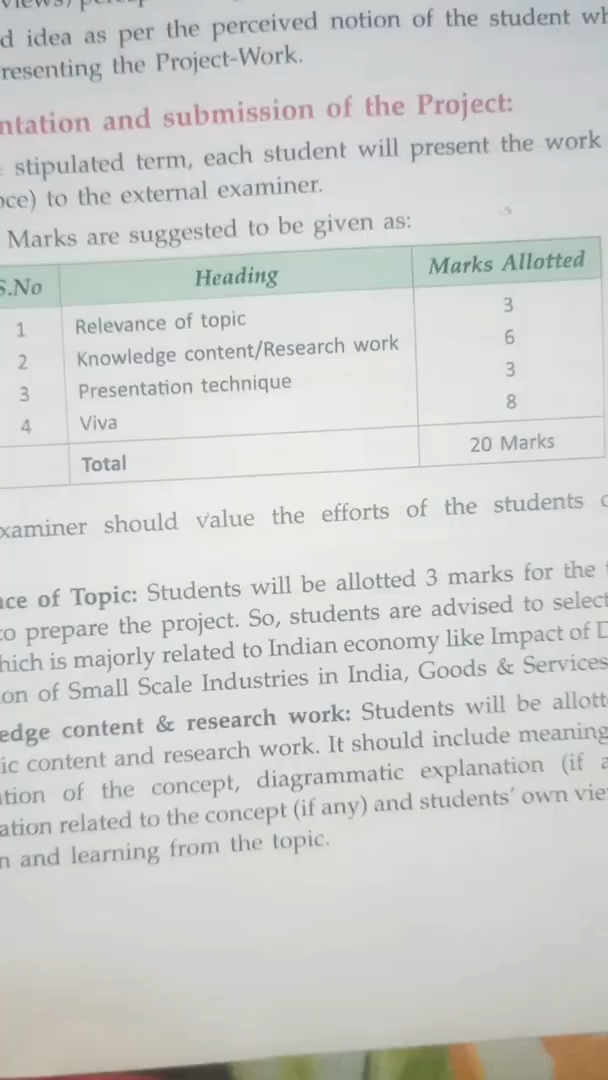 d idea as per the perceived notion of the student wh
resenting the Project-Work.
ntation and submission of the Project:
stipulated term, each student will present the work
ce) to the external examiner.
Marks are suggested to be given as:
S.No Heading Marks Allotted
1 Relevance of topic 3
2 Knowledge content/Research work 6
3 Presentation technique 3
4 Viva 8
Total 20 Marks
xaminer should value the efforts of the students
nce of Topic: Students will be allotted 3 marks for the
to prepare the project. So, students are advised to select
hich is majorly related to Indian economy like Impact of D
on of Small Scale Industries in India, Goods & Services
edge content & research work: Students will be allott
ic content and research work. It should include meaning
tion of the concept, diagrammatic explanation (if a
ation related to the concept (if any) and students' own vie
n and learning from the topic.